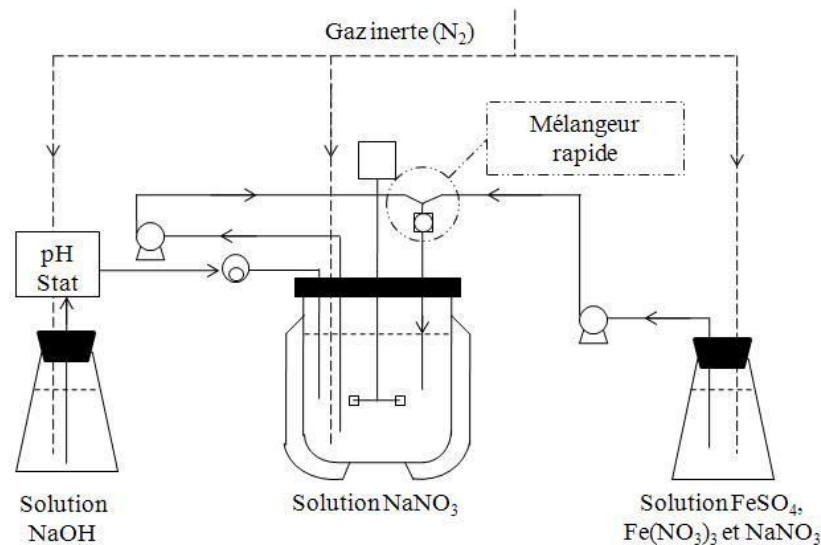 Gaz inerte (N₂)
Mélangeur
rapide
pH
Stat
Solution
NaOH
Solution NaNO₃
Solution FeSO₄,
Fe(NO₃)₃ et NaNO₃